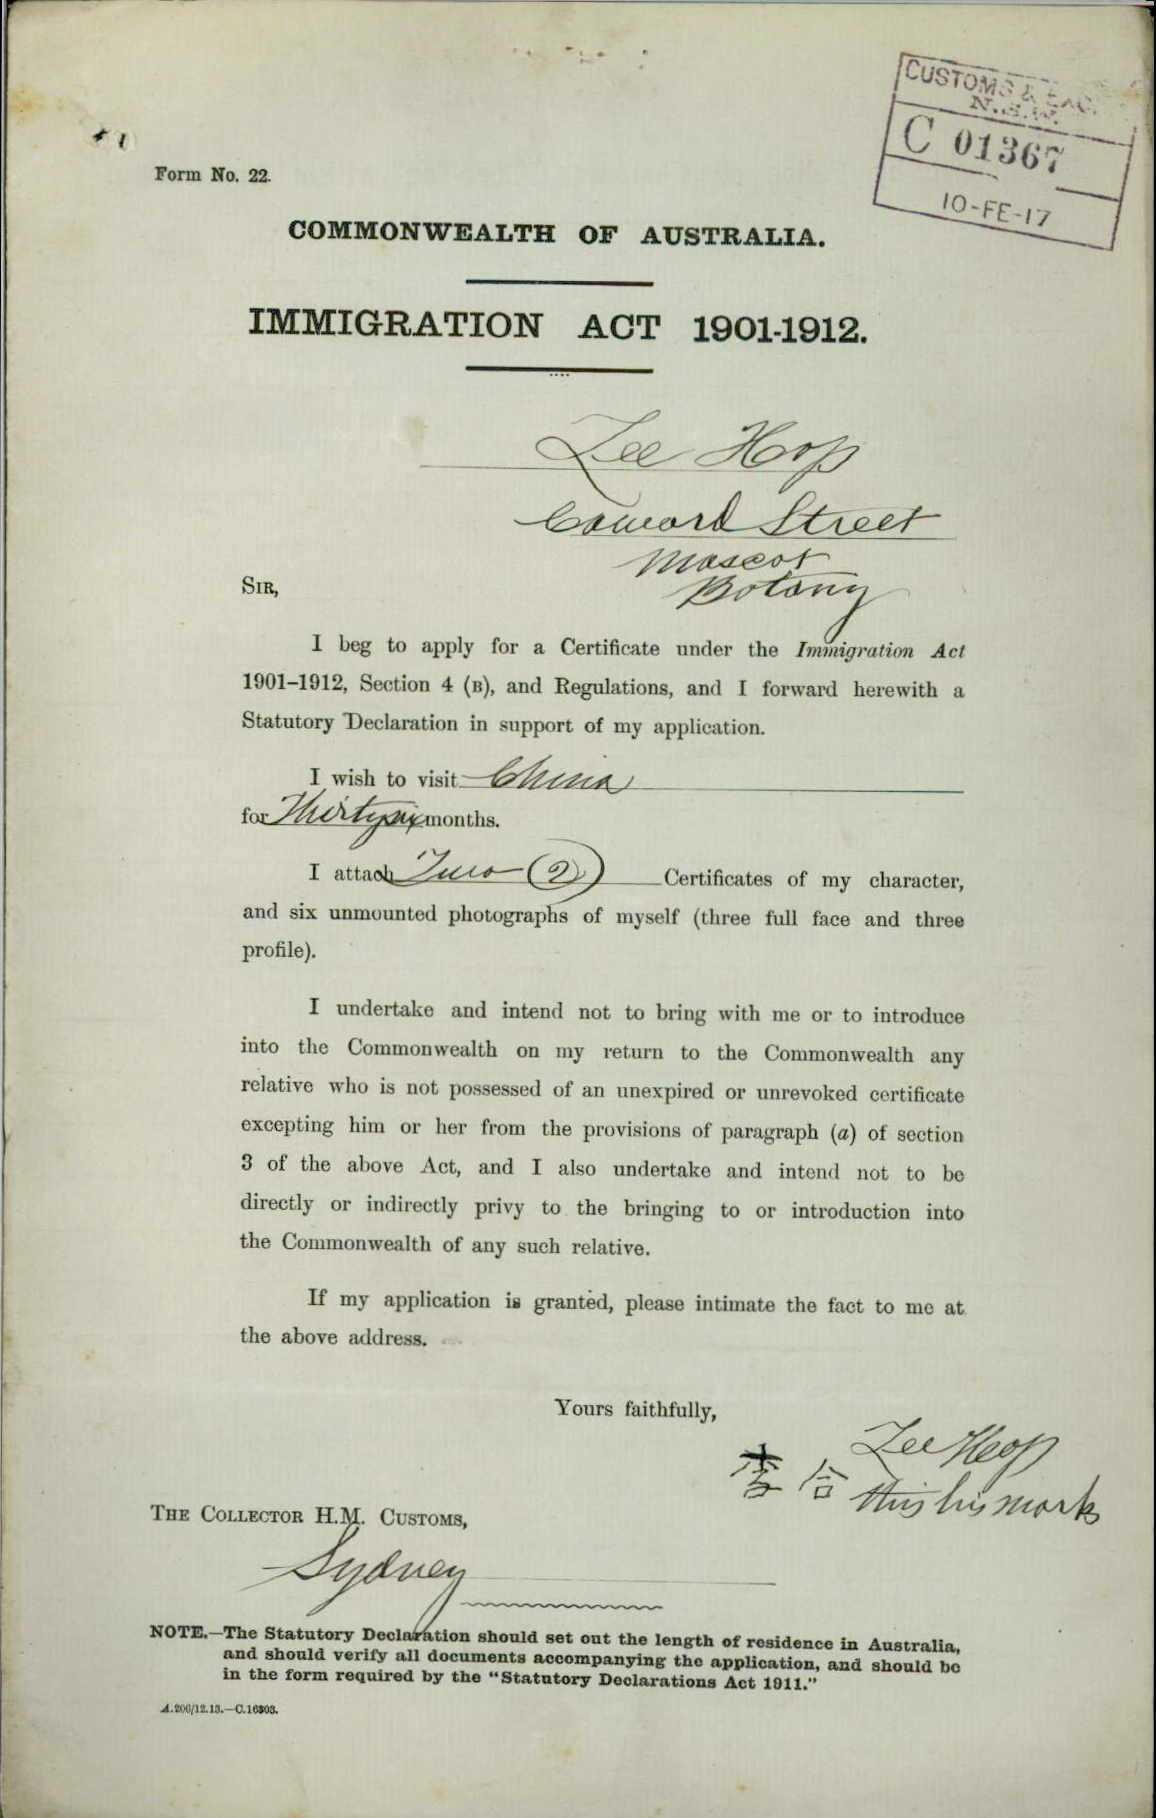 CUSTOMS & EXC.
N.S.W.
C 01367
10-FE-17
Form No. 22.
COMMONWEALTH OF AUSTRALIA.
IMMIGRATION ACT 1901-1912.
Lee Hop
Coward Street
Mascot
Botany
SIR,
I beg to apply for a Certificate under the Immigration Act
1901–1912, Section 4 (B), and Regulations, and I forward herewith a
Statutory Declaration in support of my application.
I wish to visit China
for Thirtysix months.
I attach Two (2) Certificates of my character,
and six unmounted photographs of myself (three full face and three
profile).
I undertake and intend not to bring with me or to introduce
into the Commonwealth on my return to the Commonwealth any
relative who is not possessed of an unexpired or unrevoked certificate
excepting him or her from the provisions of paragraph (a) of section
3 of the above Act, and I also undertake and intend not to be
directly or indirectly privy to the bringing to or introduction into
the Commonwealth of any such relative.
If my application is granted, please intimate the fact to me at
the above address.
Yours faithfully,
Lee Hop
李合 this his mark
THE COLLECTOR H.M. CUSTOMS,
Sydney
NOTE.—The Statutory Declaration should set out the length of residence in Australia,
and should verify all documents accompanying the application, and should be
in the form required by the "Statutory Declarations Act 1911."
A.200/12.13.—C.16303.